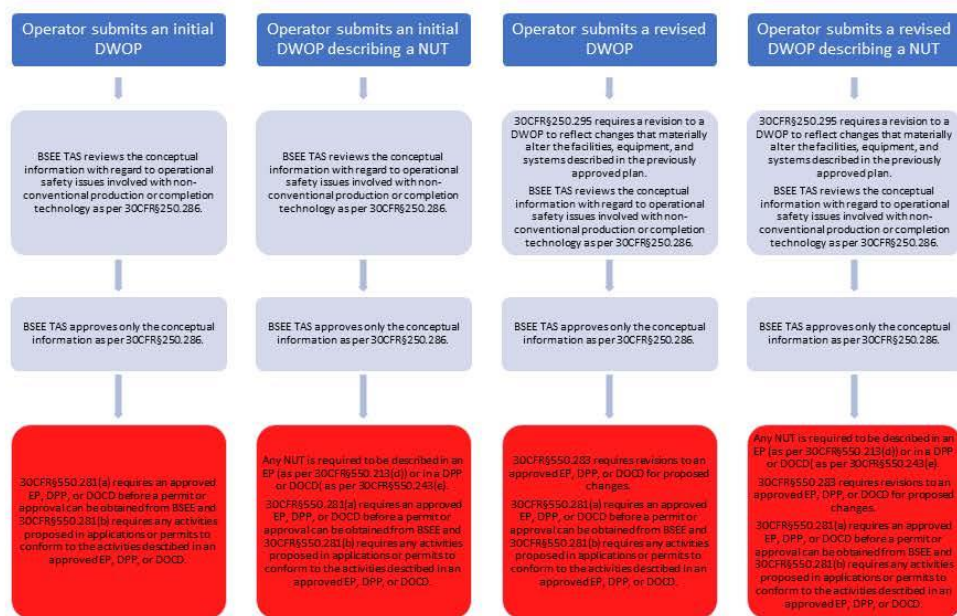 Operator submits an initial
DWOP
BSEE TAS reviews the conceptual
information with regard to operational
safety issues involved with non-
conventional production or completion
technology as per 30CFR§250.286.
BSEE TAS approves only the conceptual
information as per 30CFR§250.286.
30CFR§550.281(a) requires an approved
EP, DPP, or DOCD before a permit or
approval can be obtained from BSEE and
30CFR§550.281(b) requires any activities
proposed in applications or permits to
conform to the activities described in an
approved EP, DPP, or DOCD.
Operator submits an initial
DWOP describing a NUT
BSEE TAS reviews the conceptual
information with regard to operational
safety issues involved with non-
conventional production or completion
technology as per 30CFR§250.286.
BSEE TAS approves only the conceptual
information as per 30CFR§250.286.
Any NUT is required to be described in an
EP (as per 30CFR§550.213(d)) or in a DPP
or DOCD( as per 30CFR§550.243(e).
30CFR§550.281(a) requires an approved
EP, DPP, or DOCD before a permit or
approval can be obtained from BSEE and
30CFR§550.281(b) requires any activities
proposed in applications or permits to
conform to the activities described in an
approved EP, DPP, or DOCD.
Operator submits a revised
DWOP
30CFR§250.295 requires a revision to a
DWOP to reflect changes that materially
alter the facilities, equipment, and
systems described in the previously
approved plan.
BSEE TAS reviews the conceptual
information with regard to operational
safety issues involved with non-
conventional production or completion
technology as per 30CFR§250.286.
BSEE TAS approves only the conceptual
information as per 30CFR§250.286.
30CFR§550.283 requires revisions to an
approved EP, DPP, or DOCD for proposed
changes.
30CFR§550.281(a) requires an approved
EP, DPP, or DOCD before a permit or
approval can be obtained from BSEE and
30CFR§550.281(b) requires any activities
proposed in applications or permits to
conform to the activities described in an
approved EP, DPP, or DOCD.
Operator submits a revised
DWOP describing a NUT
30CFR§250.295 requires a revision to a
DWOP to reflect changes that materially
alter the facilities, equipment, and
systems described in the previously
approved plan.
BSEE TAS reviews the conceptual
information with regard to operational
safety issues involved with non-
conventional production or completion
technology as per 30CFR§250.286.
BSEE TAS approves only the conceptual
information as per 30CFR§250.286.
Any NUT is required to be described in an
EP (as per 30CFR§550.213(d)) or in a DPP
or DOCD( as per 30CFR§550.243(e).
30CFR§550.283 requires revisions to an
approved EP, DPP, or DOCD for proposed
changes.
30CFR§550.281(a) requires an approved
EP, DPP, or DOCD before a permit or
approval can be obtained from BSEE and
30CFR§550.281(b) requires any activities
proposed in applications or permits to
conform to the activities described in an
approved EP, DPP, or DOCD.